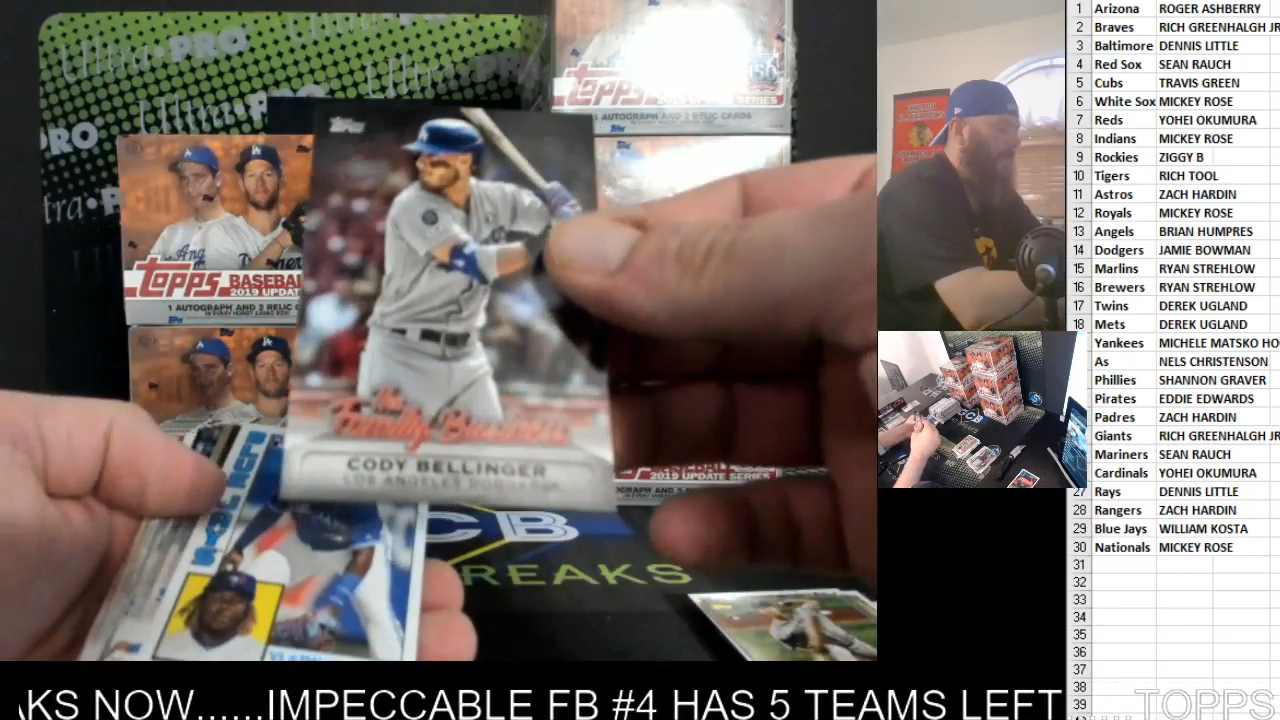 Ultra•PRO
PRO
Topps
CODY BELLINGER
LOS ANGELES DODGERS
The Family Business
BLUE JAYS
Topps
BASEBALL
2019 UPDATE
1 AUTOGRAPH AND 2 RELIC
Topps
SERIES
1 AUTOGRAPH AND 2 RELIC CARDS
2019 UPDATE SERIES
CB
REAKS
1 Arizona ROGER ASHBERRY
2 Braves RICH GREENHALGH JR
3 Baltimore DENNIS LITTLE
4 Red Sox SEAN RAUCH
5 Cubs TRAVIS GREEN
6 White Sox MICKEY ROSE
7 Reds YOHEI OKUMURA
8 Indians MICKEY ROSE
9 Rockies ZIGGY B
10 Tigers RICH TOOL
11 Astros ZACH HARDIN
12 Royals MICKEY ROSE
13 Angels BRIAN HUMPRES
14 Dodgers JAMIE BOWMAN
15 Marlins RYAN STREHLOW
16 Brewers RYAN STREHLOW
17 Twins DEREK UGLAND
18 Mets DEREK UGLAND
Yankees MICHELE MATSKO HO
As NELS CHRISTENSON
Phillies SHANNON GRAVER
Pirates EDDIE EDWARDS
Padres ZACH HARDIN
Giants RICH GREENHALGH JR
Mariners SEAN RAUCH
Cardinals YOHEI OKUMURA
27 Rays DENNIS LITTLE
28 Rangers ZACH HARDIN
29 Blue Jays WILLIAM KOSTA
30 Nationals MICKEY ROSE
31
32
33
34
35
36
37
38
39
AKS NOW......IMPECCABLE FB #4 HAS 5 TEAMS LEFT...... TOPPS